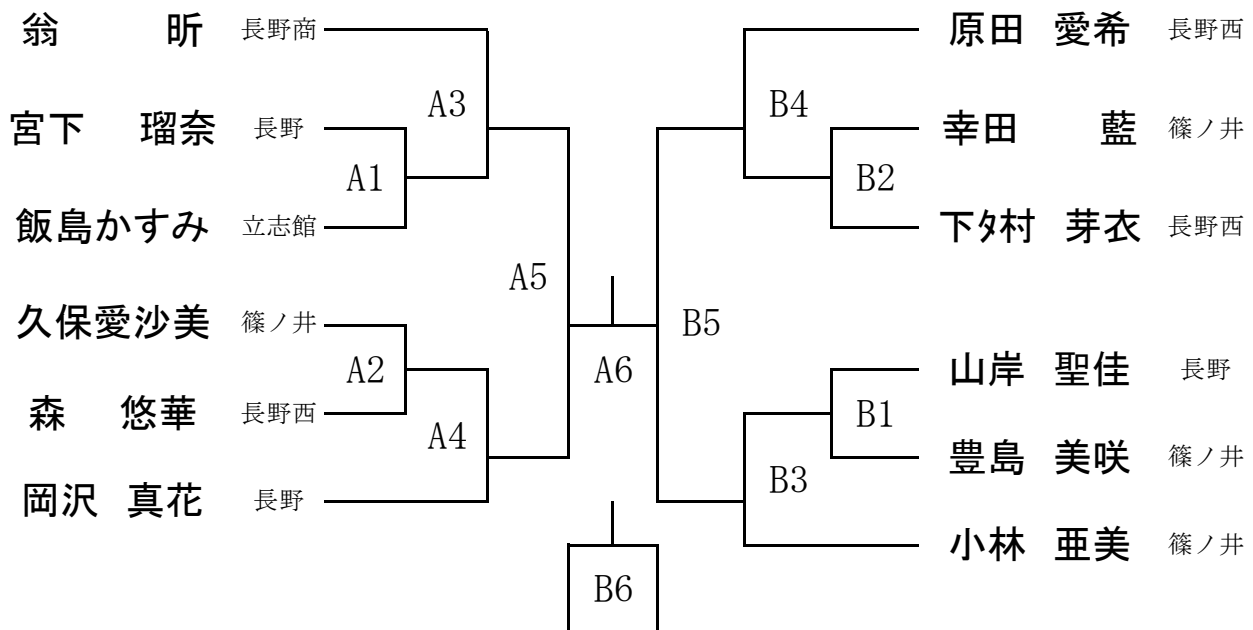 翁 昕 長野商
宮下 瑠奈 長野
飯島かすみ 立志館
久保愛沙美 篠ノ井
森 悠華 長野西
岡沢 真花 長野
A3
A1
A5
A2
A4
A6
B6
B4
B2
B5
B1
B3
原田 愛希 長野西
幸田 藍 篠ノ井
下夕村 芽衣 長野西
山岸 聖佳 長野
豊島 美咲 篠ノ井
小林 亜美 篠ノ井